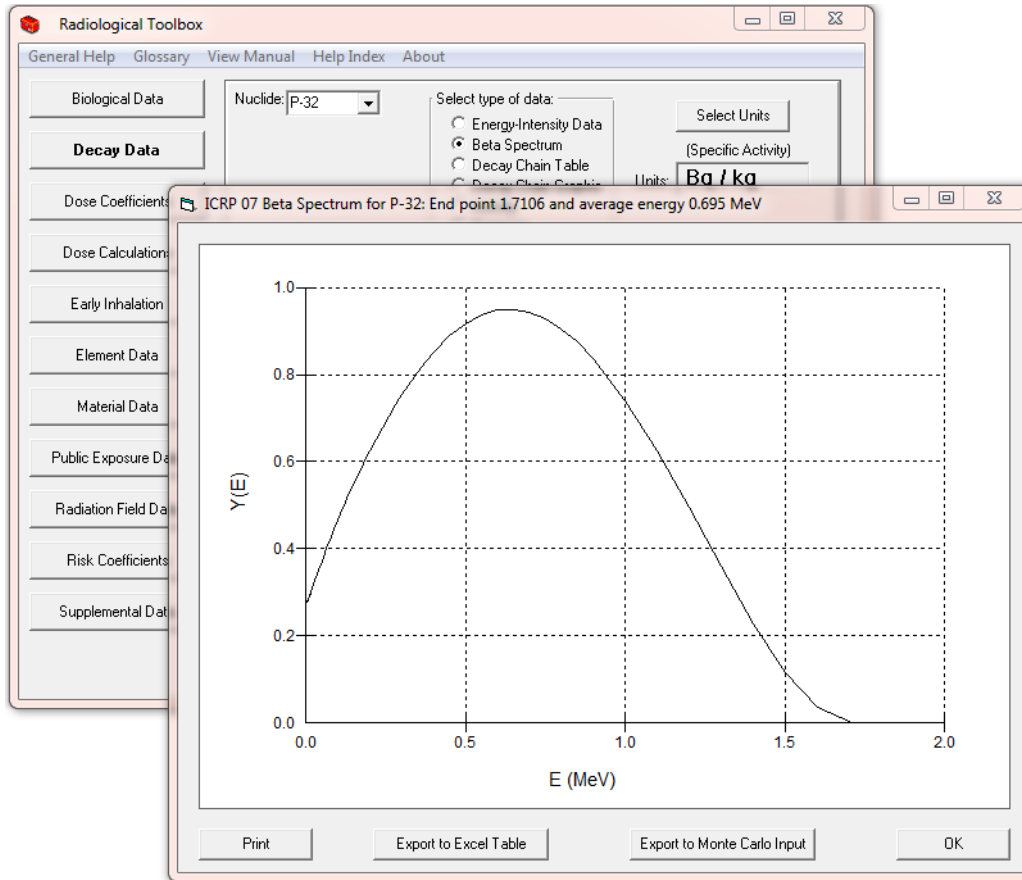 Radiological Toolbox
General Help Glossary View Manual Help Index About
Biological Data
Decay Data
Dose Coefficients
Dose Calculation
Early Inhalation
Element Data
Material Data
Public Exposure Da
Radiation Field Da
Risk Coefficients
Supplemental Dat
Nuclide: P-32
Select type of data:
Energy-Intensity Data
Beta Spectrum
Decay Chain Table
Decay Chain Graphic
Select Units
(Specific Activity)
Units: Bq / kg
ICRP 07 Beta Spectrum for P-32: End point 1.7106 and average energy 0.695 MeV
1.0
0.8
0.6
0.4
0.2
0.0
Y(E)
0.0 0.5 1.0 1.5 2.0
E (MeV)
Print Export to Excel Table Export to Monte Carlo Input OK